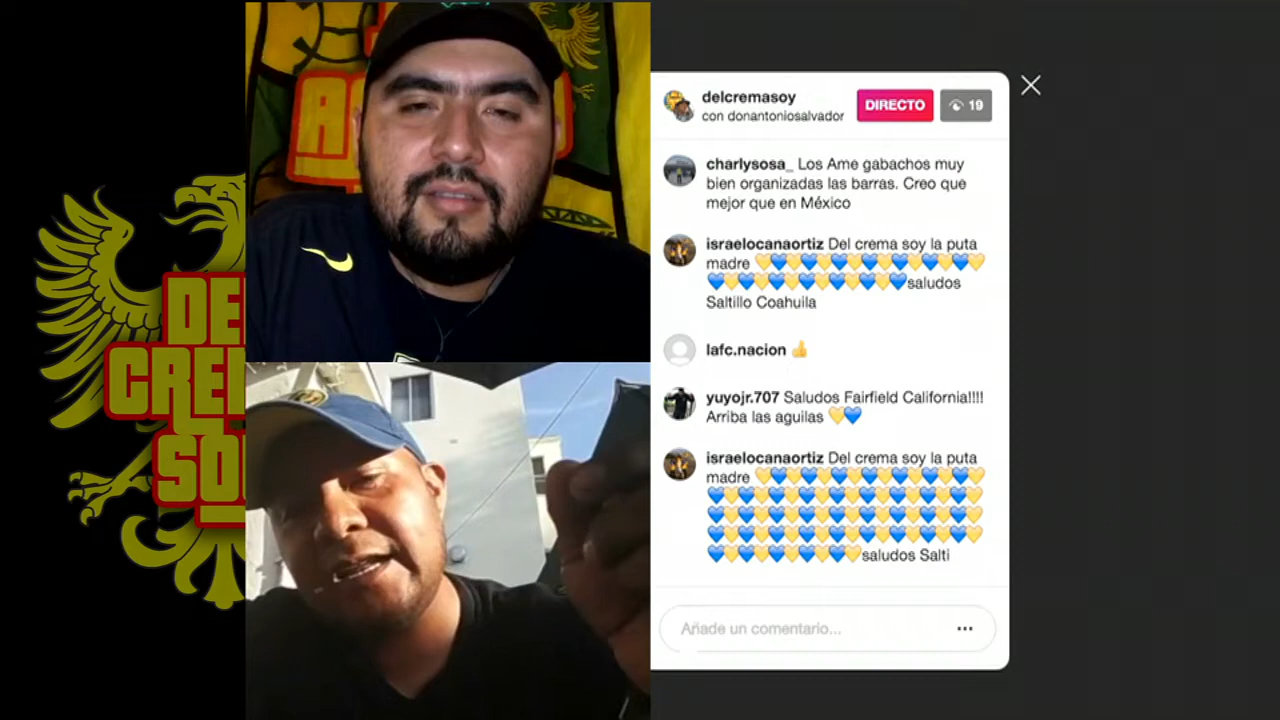 DEL
CREMA
SOY
delcremasoy
con donantoniosalvador
DIRECTO
19
charlysosa_ Los Ame gabachos muy
bien organizadas las barras. Creo que
mejor que en México
israelocanaortiz Del crema soy la puta
madre 💛💙💛💙💛💙💛💙💛💙💛💙💛💙💛
💙💛💙💛💙💛💙💛💙💛💙💛💙saludos
Saltillo Coahuila
lafc.nacion 👍
yuyojr.707 Saludos Fairfield California!!!!
Arriba las aguilas 💛💙
israelocanaortiz Del crema soy la puta
madre 💛💙💛💙💛💙💛💙💛💙💛💙💛💙💛
💙💛💙💛💙💛💙💛💙💛💙💛💙💛💙💛💙💛
💙💛💙💛💙💛💙💛💙💛💙💛💙💛💙💛💙💛
💙💛💙💛💙💛💙💛💙💛💙💛💙💛💙💛💙💛
💙💛💙💛💙💛💙💛💙💛saludos Salti
Añade un comentario...